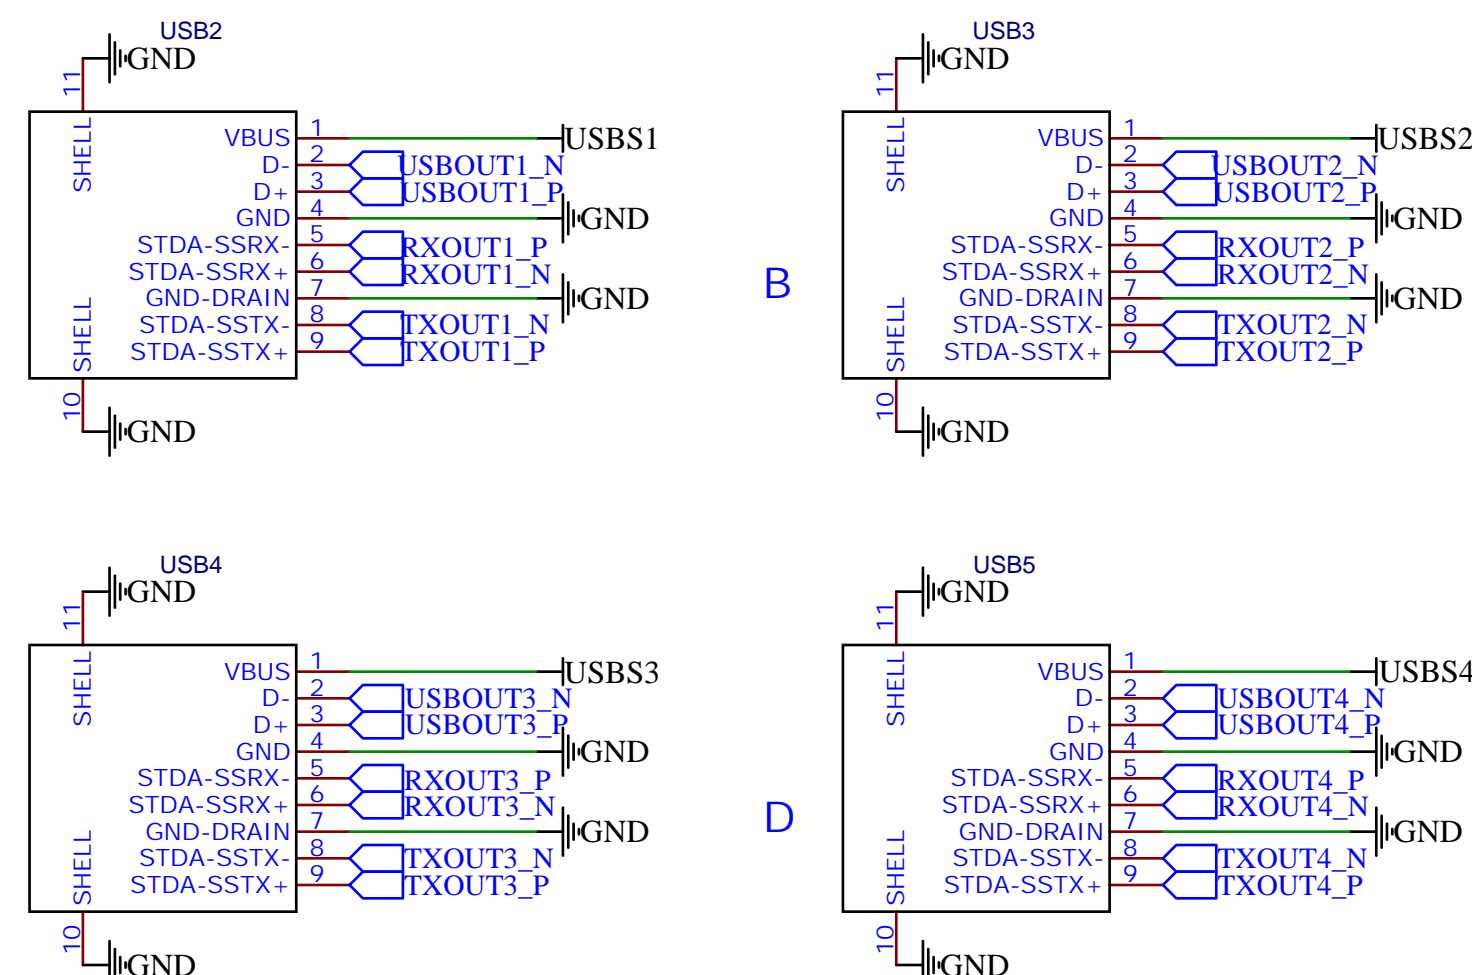 USB2
GND
11
SHELL
VBUS 1 USBS1
D- 2 USBOUT1_N
D+ 3 USBOUT1_P
GND 4 GND
STDA-SSRX- 5 RXOUT1_P
STDA-SSRX+ 6 RXOUT1_N
GND-DRAIN 7 GND
STDA-SSTX- 8 TXOUT1_N
STDA-SSTX+ 9 TXOUT1_P
SHELL
10
GND
B
USB3
GND
11
SHELL
VBUS 1 USBS2
D- 2 USBOUT2_N
D+ 3 USBOUT2_P
GND 4 GND
STDA-SSRX- 5 RXOUT2_P
STDA-SSRX+ 6 RXOUT2_N
GND-DRAIN 7 GND
STDA-SSTX- 8 TXOUT2_N
STDA-SSTX+ 9 TXOUT2_P
SHELL
10
GND
USB4
GND
11
SHELL
VBUS 1 USBS3
D- 2 USBOUT3_N
D+ 3 USBOUT3_P
GND 4 GND
STDA-SSRX- 5 RXOUT3_P
STDA-SSRX+ 6 RXOUT3_N
GND-DRAIN 7 GND
STDA-SSTX- 8 TXOUT3_N
STDA-SSTX+ 9 TXOUT3_P
SHELL
10
GND
D
USB5
GND
11
SHELL
VBUS 1 USBS4
D- 2 USBOUT4_N
D+ 3 USBOUT4_P
GND 4 GND
STDA-SSRX- 5 RXOUT4_P
STDA-SSRX+ 6 RXOUT4_N
GND-DRAIN 7 GND
STDA-SSTX- 8 TXOUT4_N
STDA-SSTX+ 9 TXOUT4_P
SHELL
10
GND